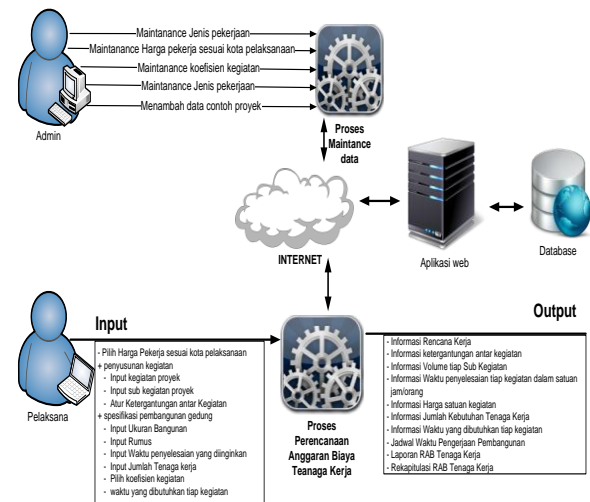 Maintanance Jenis pekerjaan
Maintanance Harga pekerja sesuai kota pelaksanaan
Maintanance koefisien kegiatan
Maintanance Jenis pekerjaan
Menambah data contoh proyek
Admin
Proses
Maintance
data
INTERNET
Aplikasi web
Database
Input
Output
Pelaksana
- Pilih Harga Pekerja sesuai kota pelaksanaan
+ penyusunan kegiatan
- Input kegiatan proyek
- Input sub kegiatan proyek
- Atur Ketergantungan antar Kegiatan
+ spesifikasi pembangunan gedung
- Input Ukuran Bangunan
- Input Rumus
- Input Waktu penyelesaian yang diinginkan
- Input Jumlah Tenaga kerja
- Pilih koefisien kegiatan
- waktu yang dibutuhkan tiap kegiatan
Proses
Perencanaan
Anggaran Biaya
Teanaga Kerja
- Informasi Rencana Kerja
- Informasi ketergantungan antar kegiatan
- Informasi Volume tiap Sub Kegiatan
- Informasi Waktu penyelesaian tiap kegiatan dalam satuan
jam/orang
- Informasi Harga satuan kegiatan
- Informasi Jumlah Kebutuhan Tenaga Kerja
- Informasi Waktu yang dibutuhkan tiap kegiatan
- Jadwal Waktu Pengerjaan Pembangunan
- Laporan RAB Tenaga Kerja
- Rekapitulasi RAB Tenaga Kerja